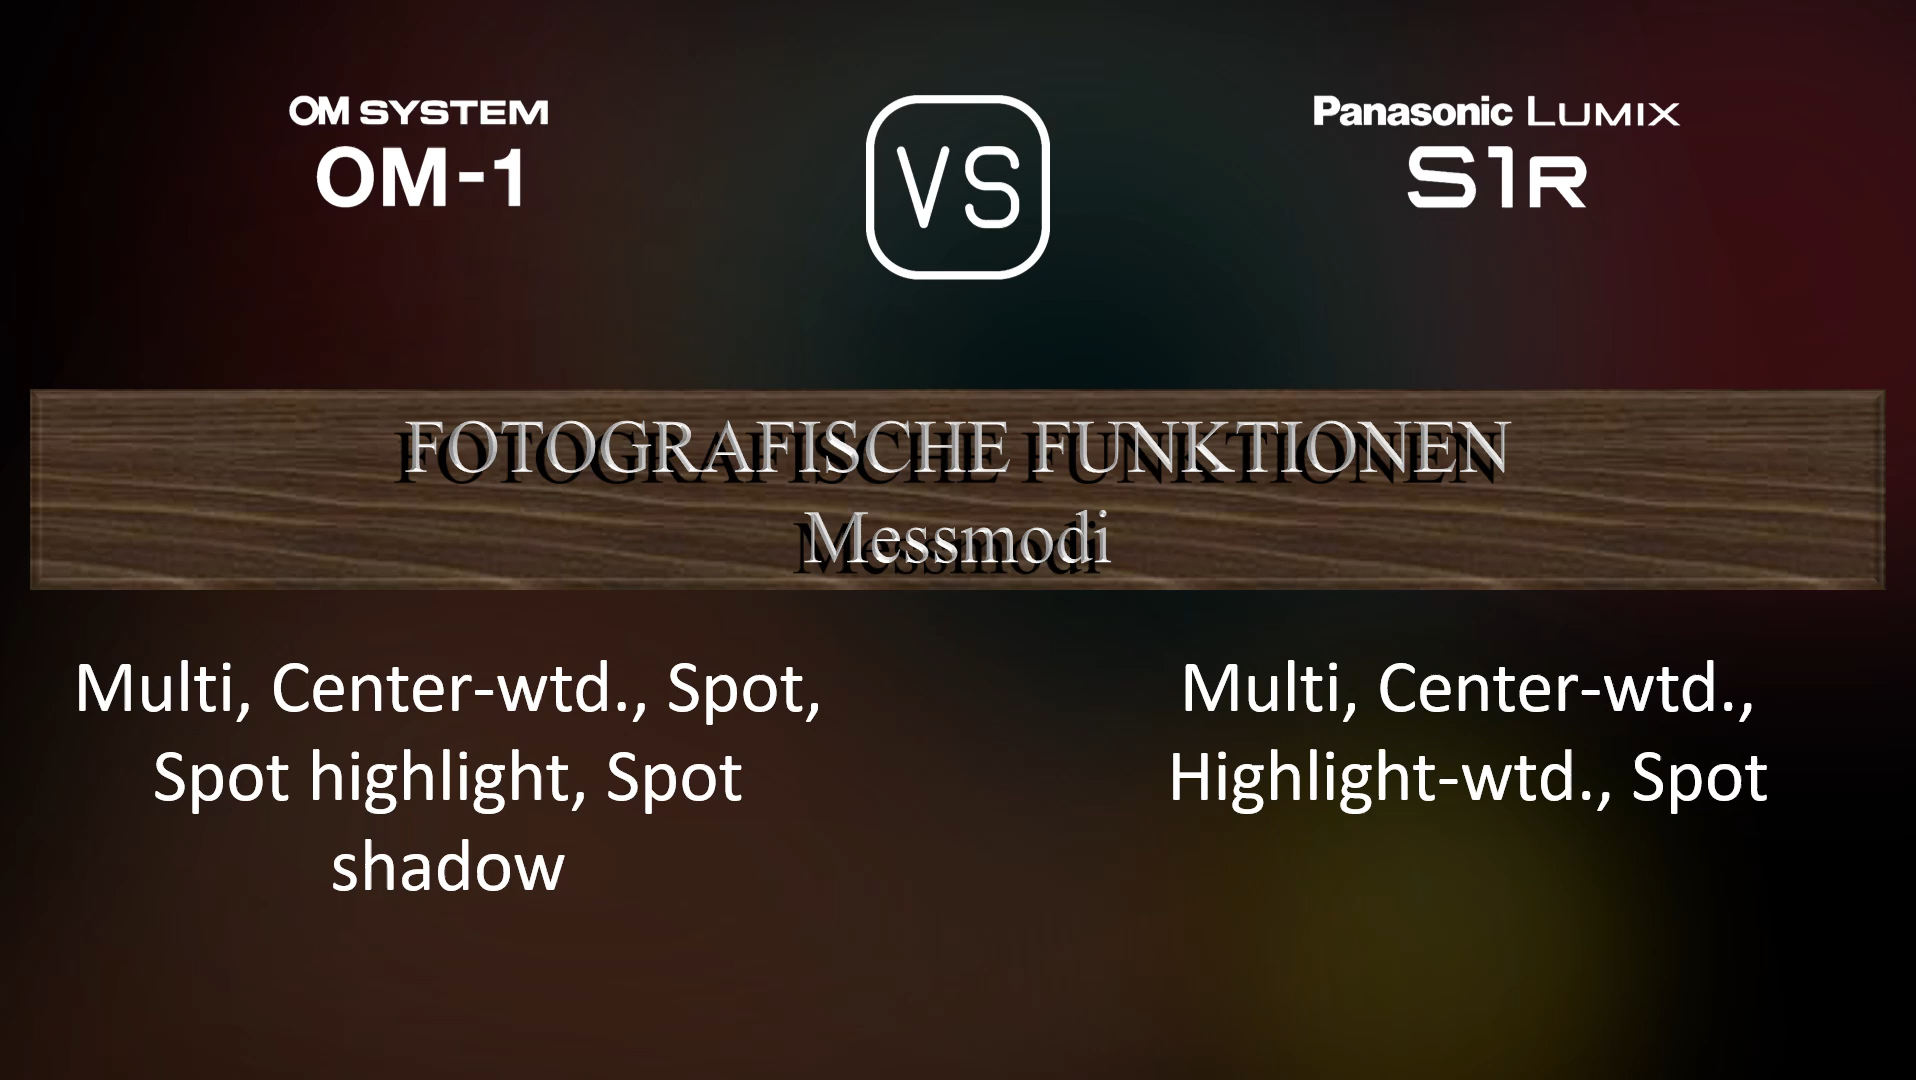 OM SYSTEM
OM-1
VS
Panasonic LUMIX
S1R
FOTOGRAFISCHE FUNKTIONEN
Messmodi
Multi, Center-wtd., Spot,
Spot highlight, Spot
shadow
Multi, Center-wtd.,
Highlight-wtd., Spot